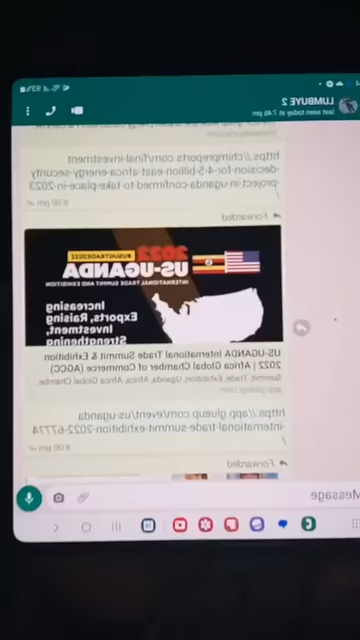 93%
LUMBUYE 2
last seen today at 7:46 pm
https://chimpreports.com/final-investment
decision-for-4-5-billion-east-africa-energy-security
project-in-uganda-confirmed-to-take-place-in-2023
/
8:00 pm
Forwarded
2022
#USUGTRADE2022
US-UGANDA
INTERNATIONAL TRADE SUMMIT AND EXHIBITION
Increasing
Exports, Raising
Investment,
Strengthening
US-UGANDA International Trade Summit & Exhibition
2022 | Africa Global Chamber of Commerce (AGCC)
Summit, Trade, Exhibition, Uganda, Africa, Africa Global Chambe
app.glueup.com
https://app.glueup.com/event/us-uganda
international-trade-summit-exhibition-2022-67774
/
8:00 pm
Forwarded
Message